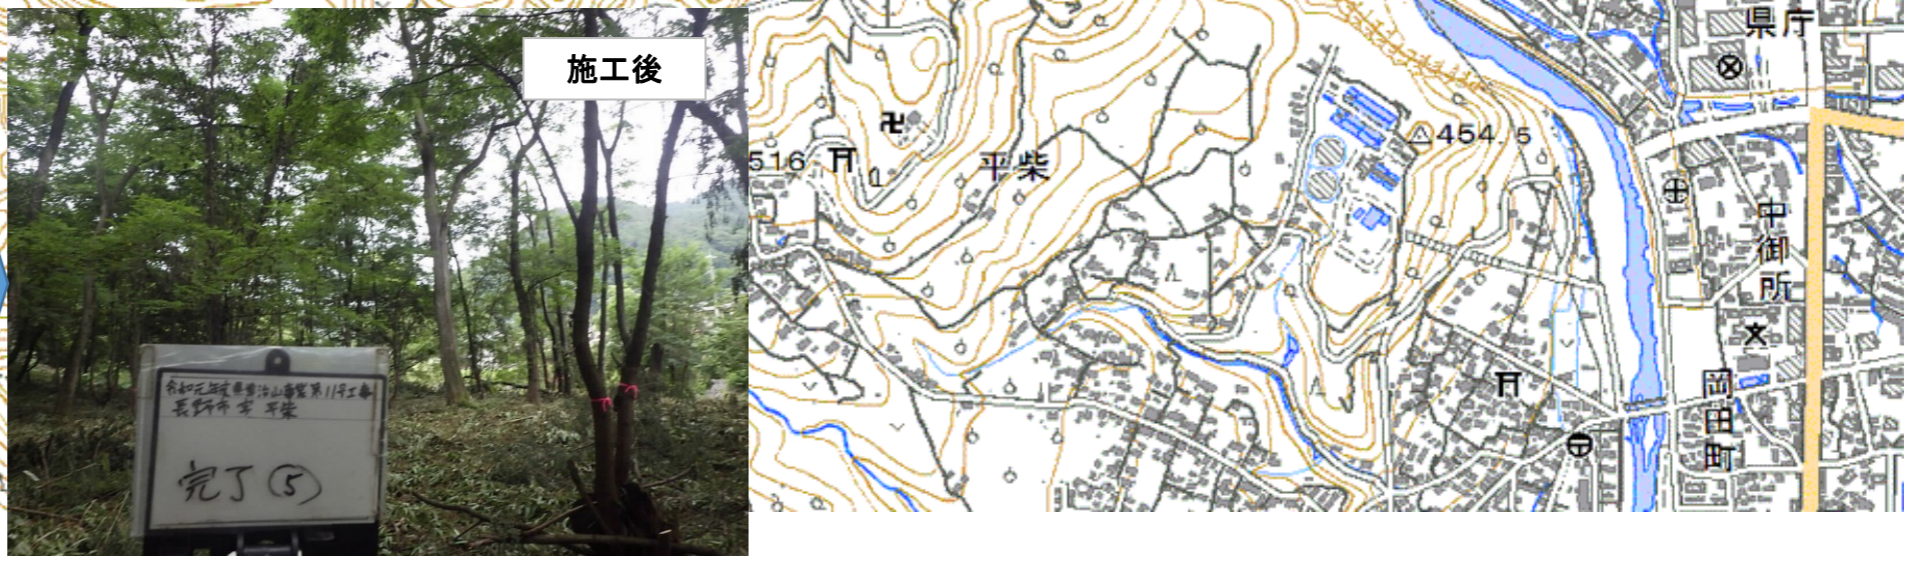 施工後
令和元年度県営治山事業第11号工事
長野市 字 平柴
完了(5)
県庁
454.5
516
平柴
中御所
岡田町